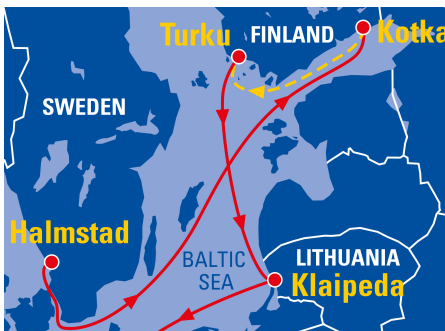 Turku
FINLAND
Kotka
SWEDEN
Halmstad
BALTIC
SEA
LITHUANIA
Klaipeda